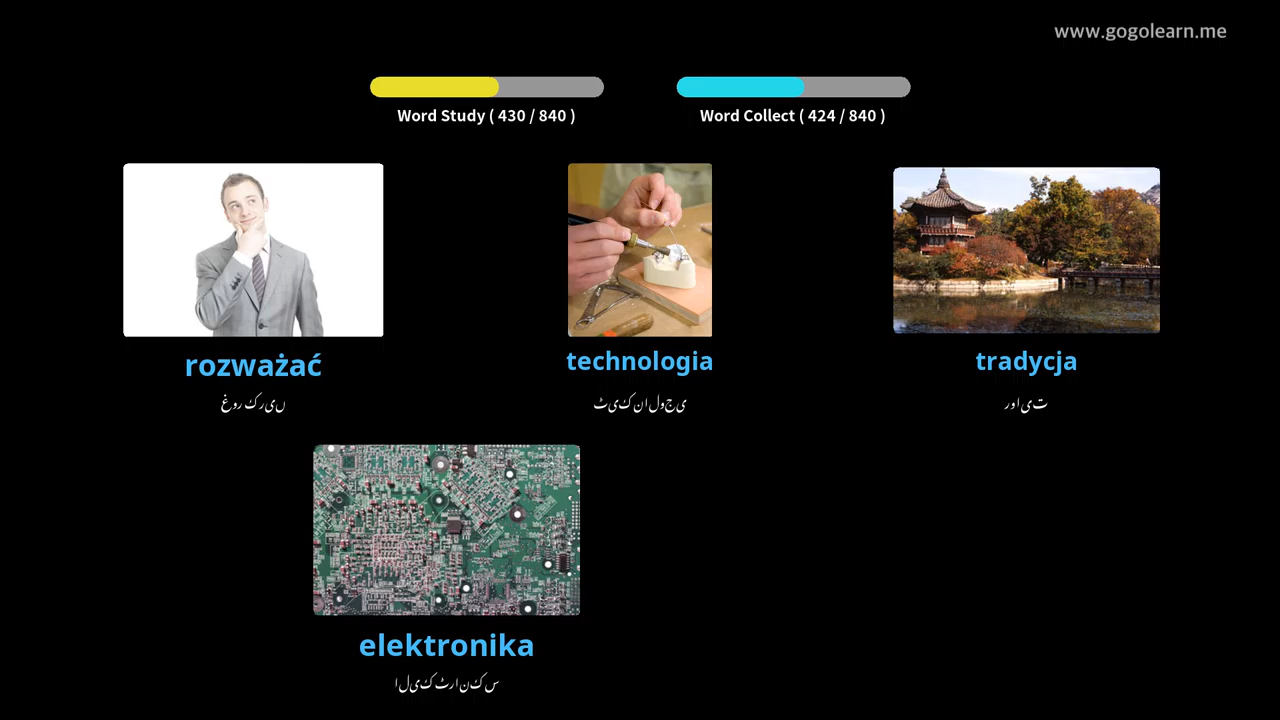 www.gogolearn.me
Word Study ( 430 / 840 )
Word Collect ( 424 / 840 )
rozważać
غور کریں
technologia
ٹیکنالوجی
tradycja
روایت
elektronika
الیکٹرانکس